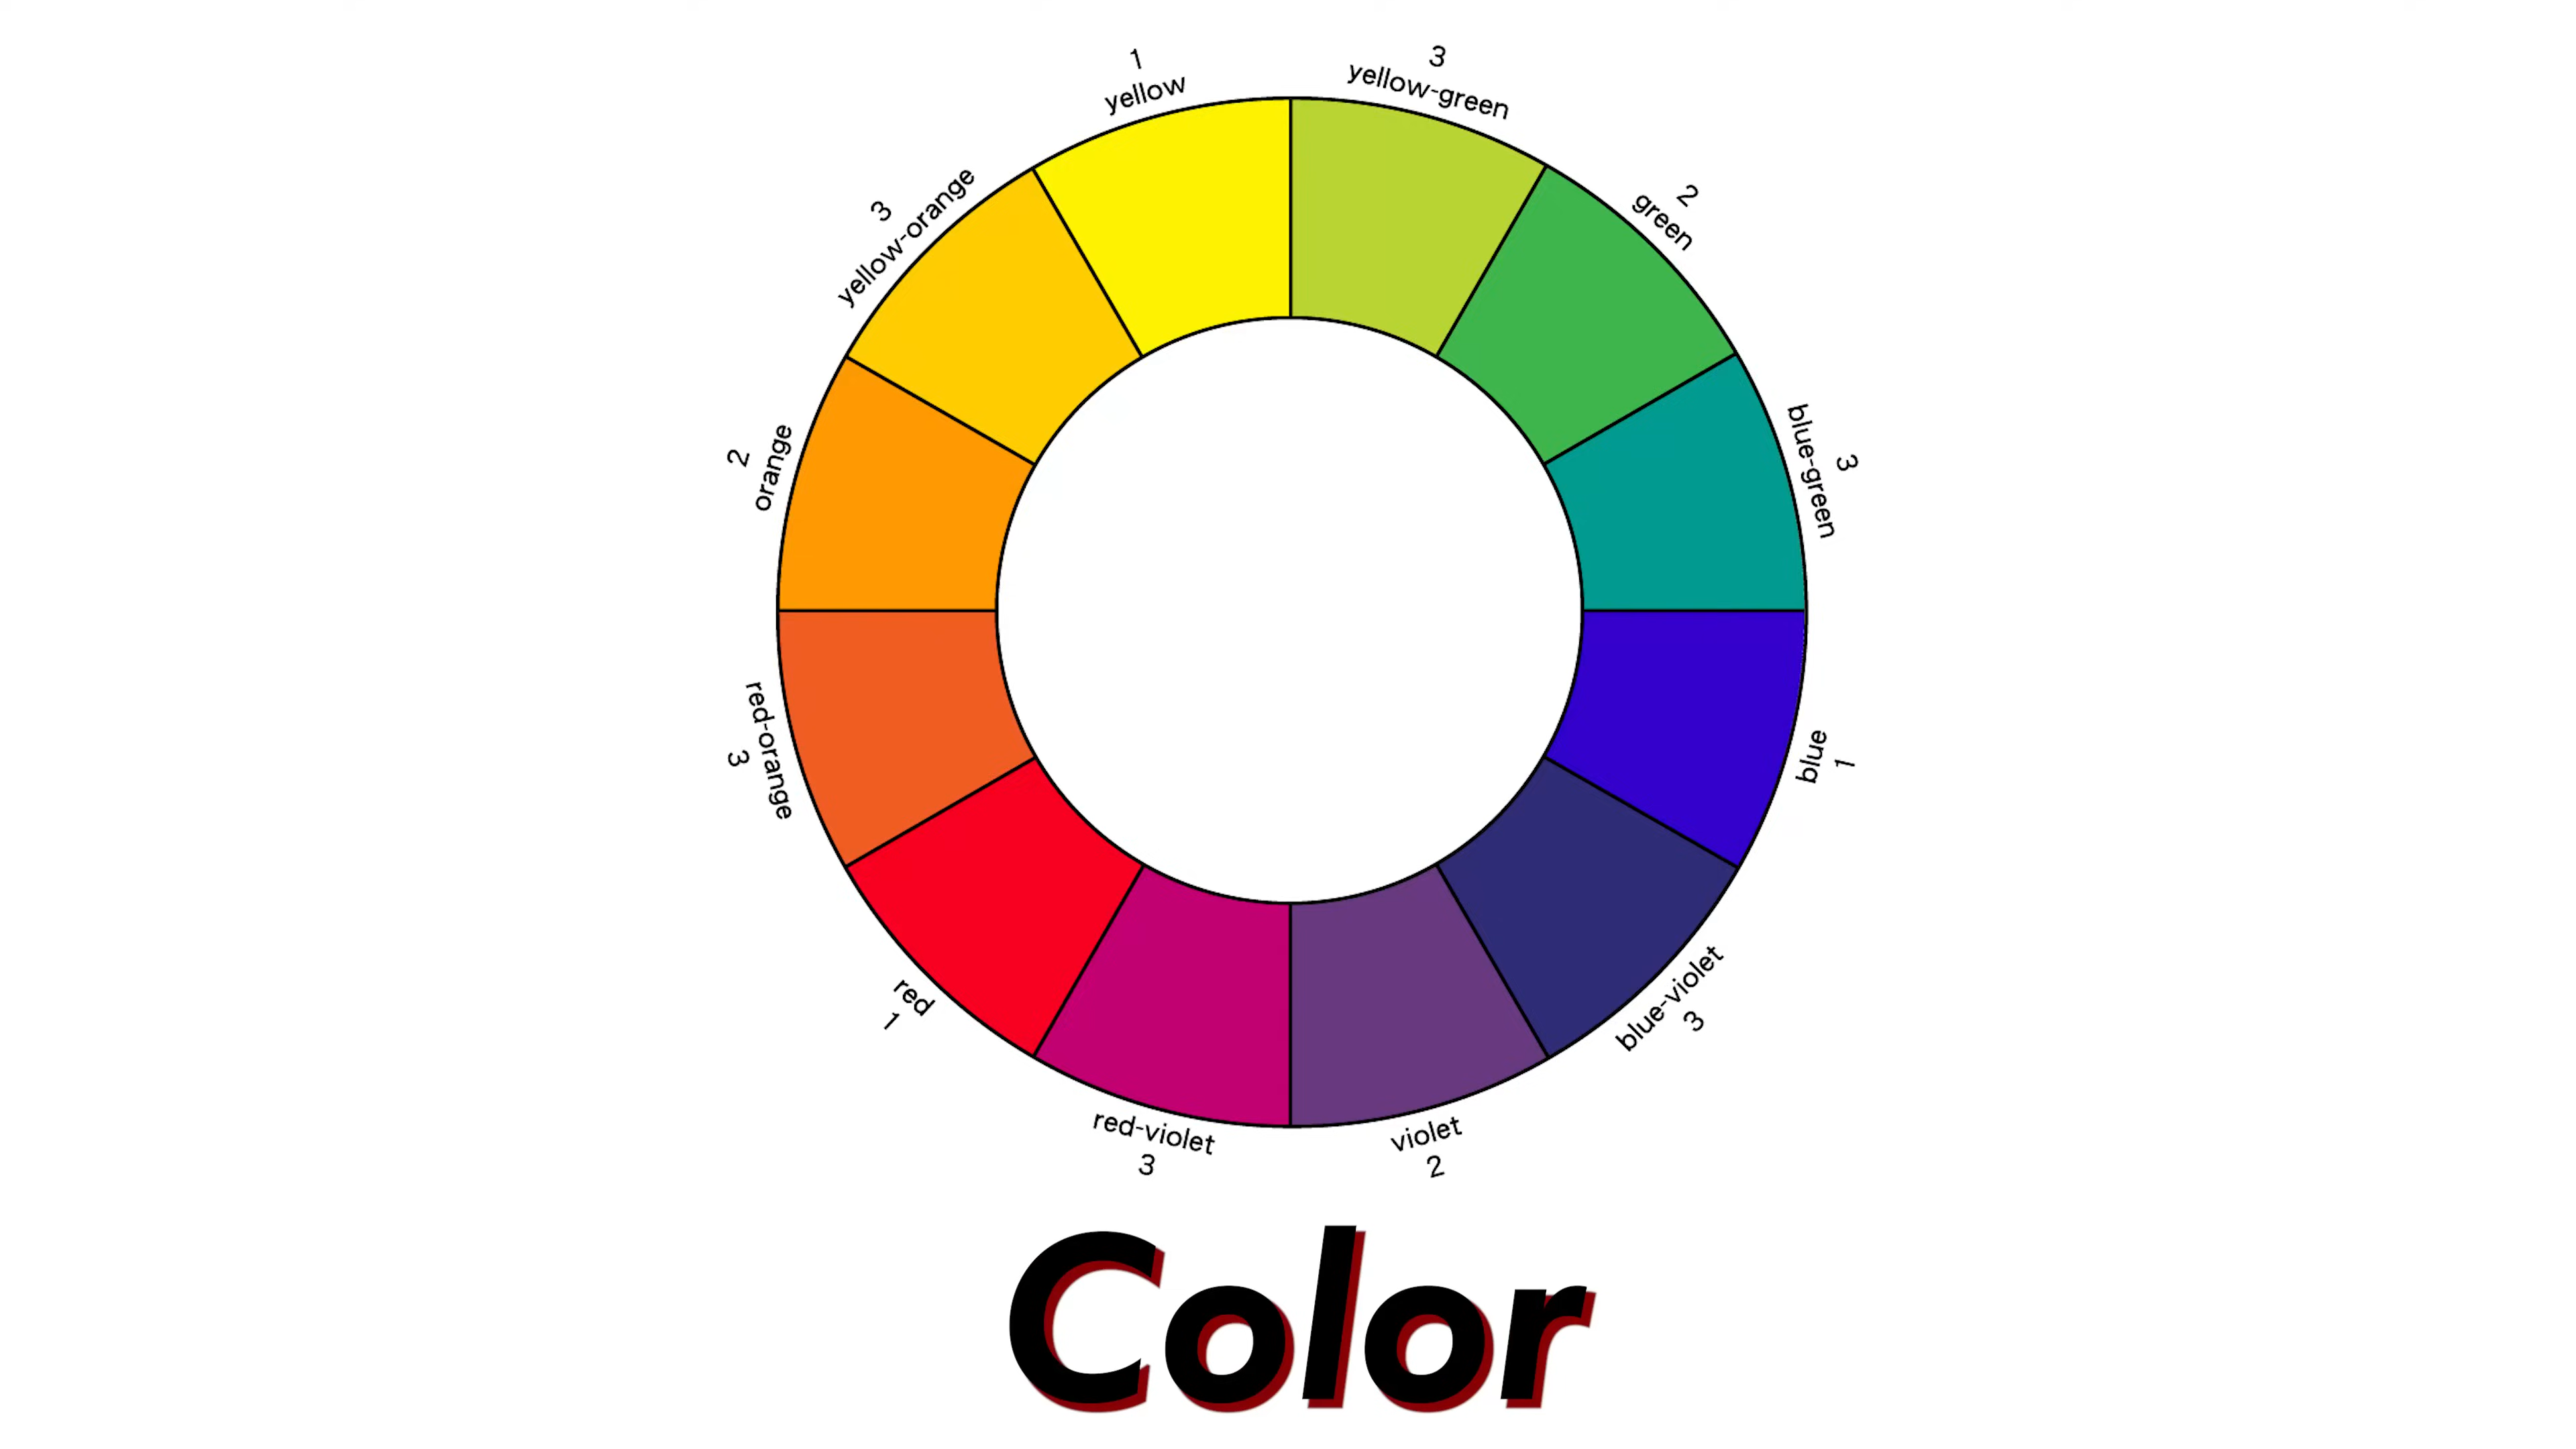 1
yellow
3
yellow-green
2
green
3
blue-green
blue
1
blue-violet
3
violet
2
red-violet
3
red
1
red-orange
3
2
orange
3
yellow-orange
Color